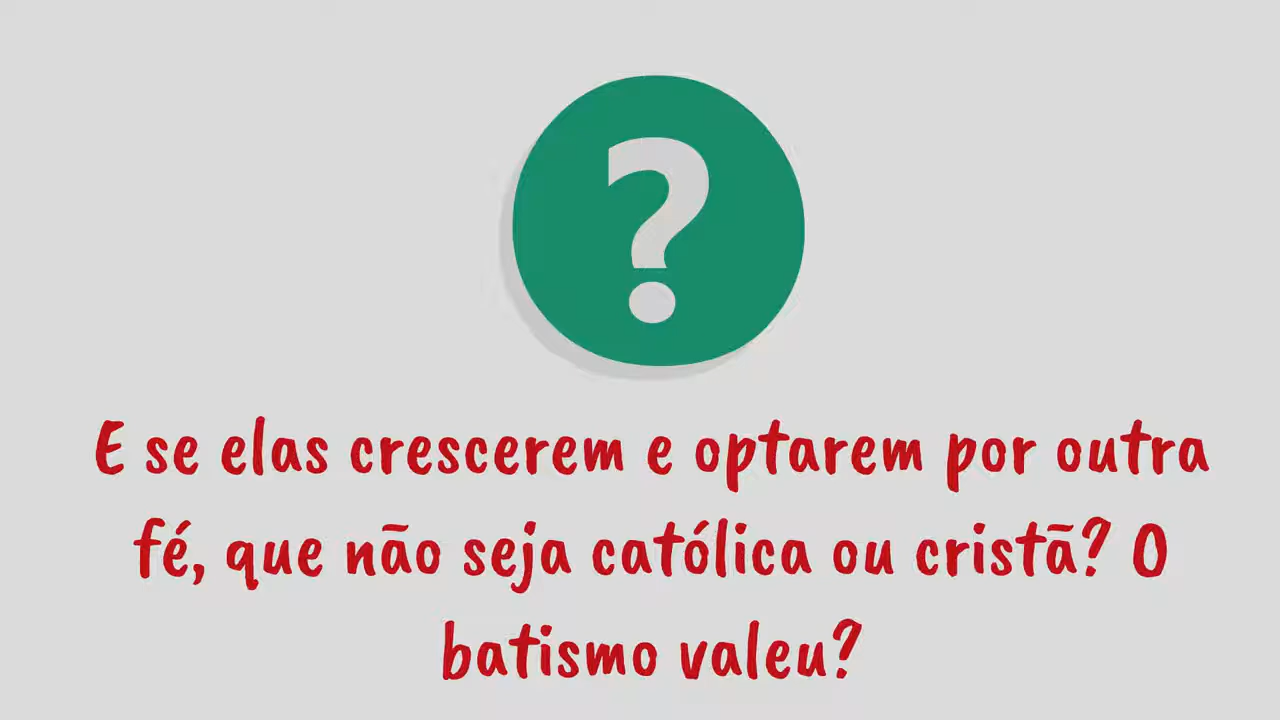 ?
E se elas crescerem e optarem por outra
fé, que não seja católica ou cristã? O
batismo valeu?